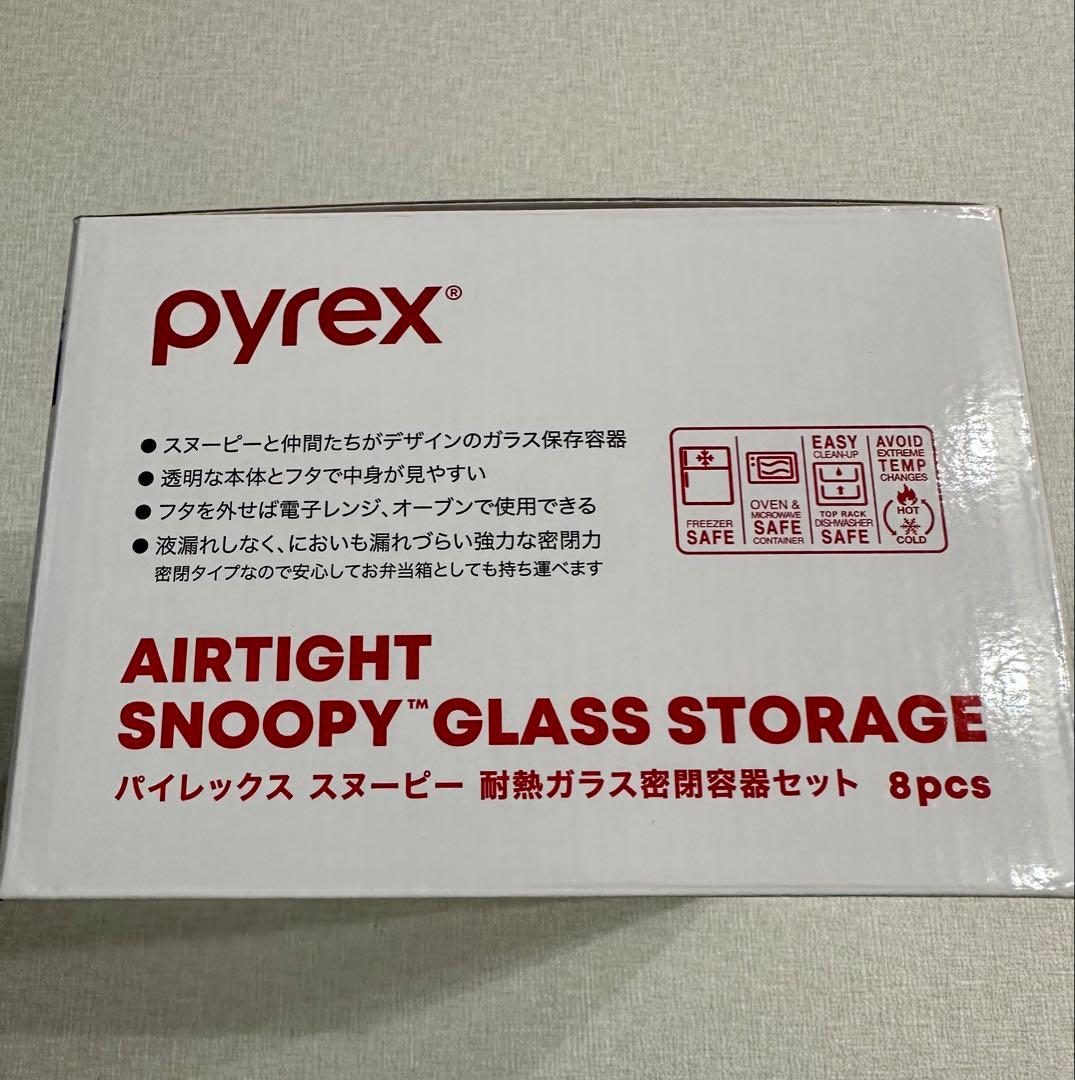 pyrex®
● スヌーピーと仲間たちがデザインのガラス保存容器
● 透明な本体とフタで中身が見やすい
● フタを外せば電子レンジ、オーブンで使用できる
● 液漏れしなく、においも漏れづらい強力な密閉力
密閉タイプなので安心してお弁当箱としても持ち運べます
FREEZER
SAFE
OVEN &
MICROWAVE
SAFE
CONTAINER
EASY
CLEAN-UP
TOP RACK
DISHWASHER
SAFE
AVOID
EXTREME
TEMP
CHANGES
HOT
COLD
AIRTIGHT
SNOOPY™ GLASS STORAGE
パイレックス スヌーピー 耐熱ガラス密閉容器セット 8pcs